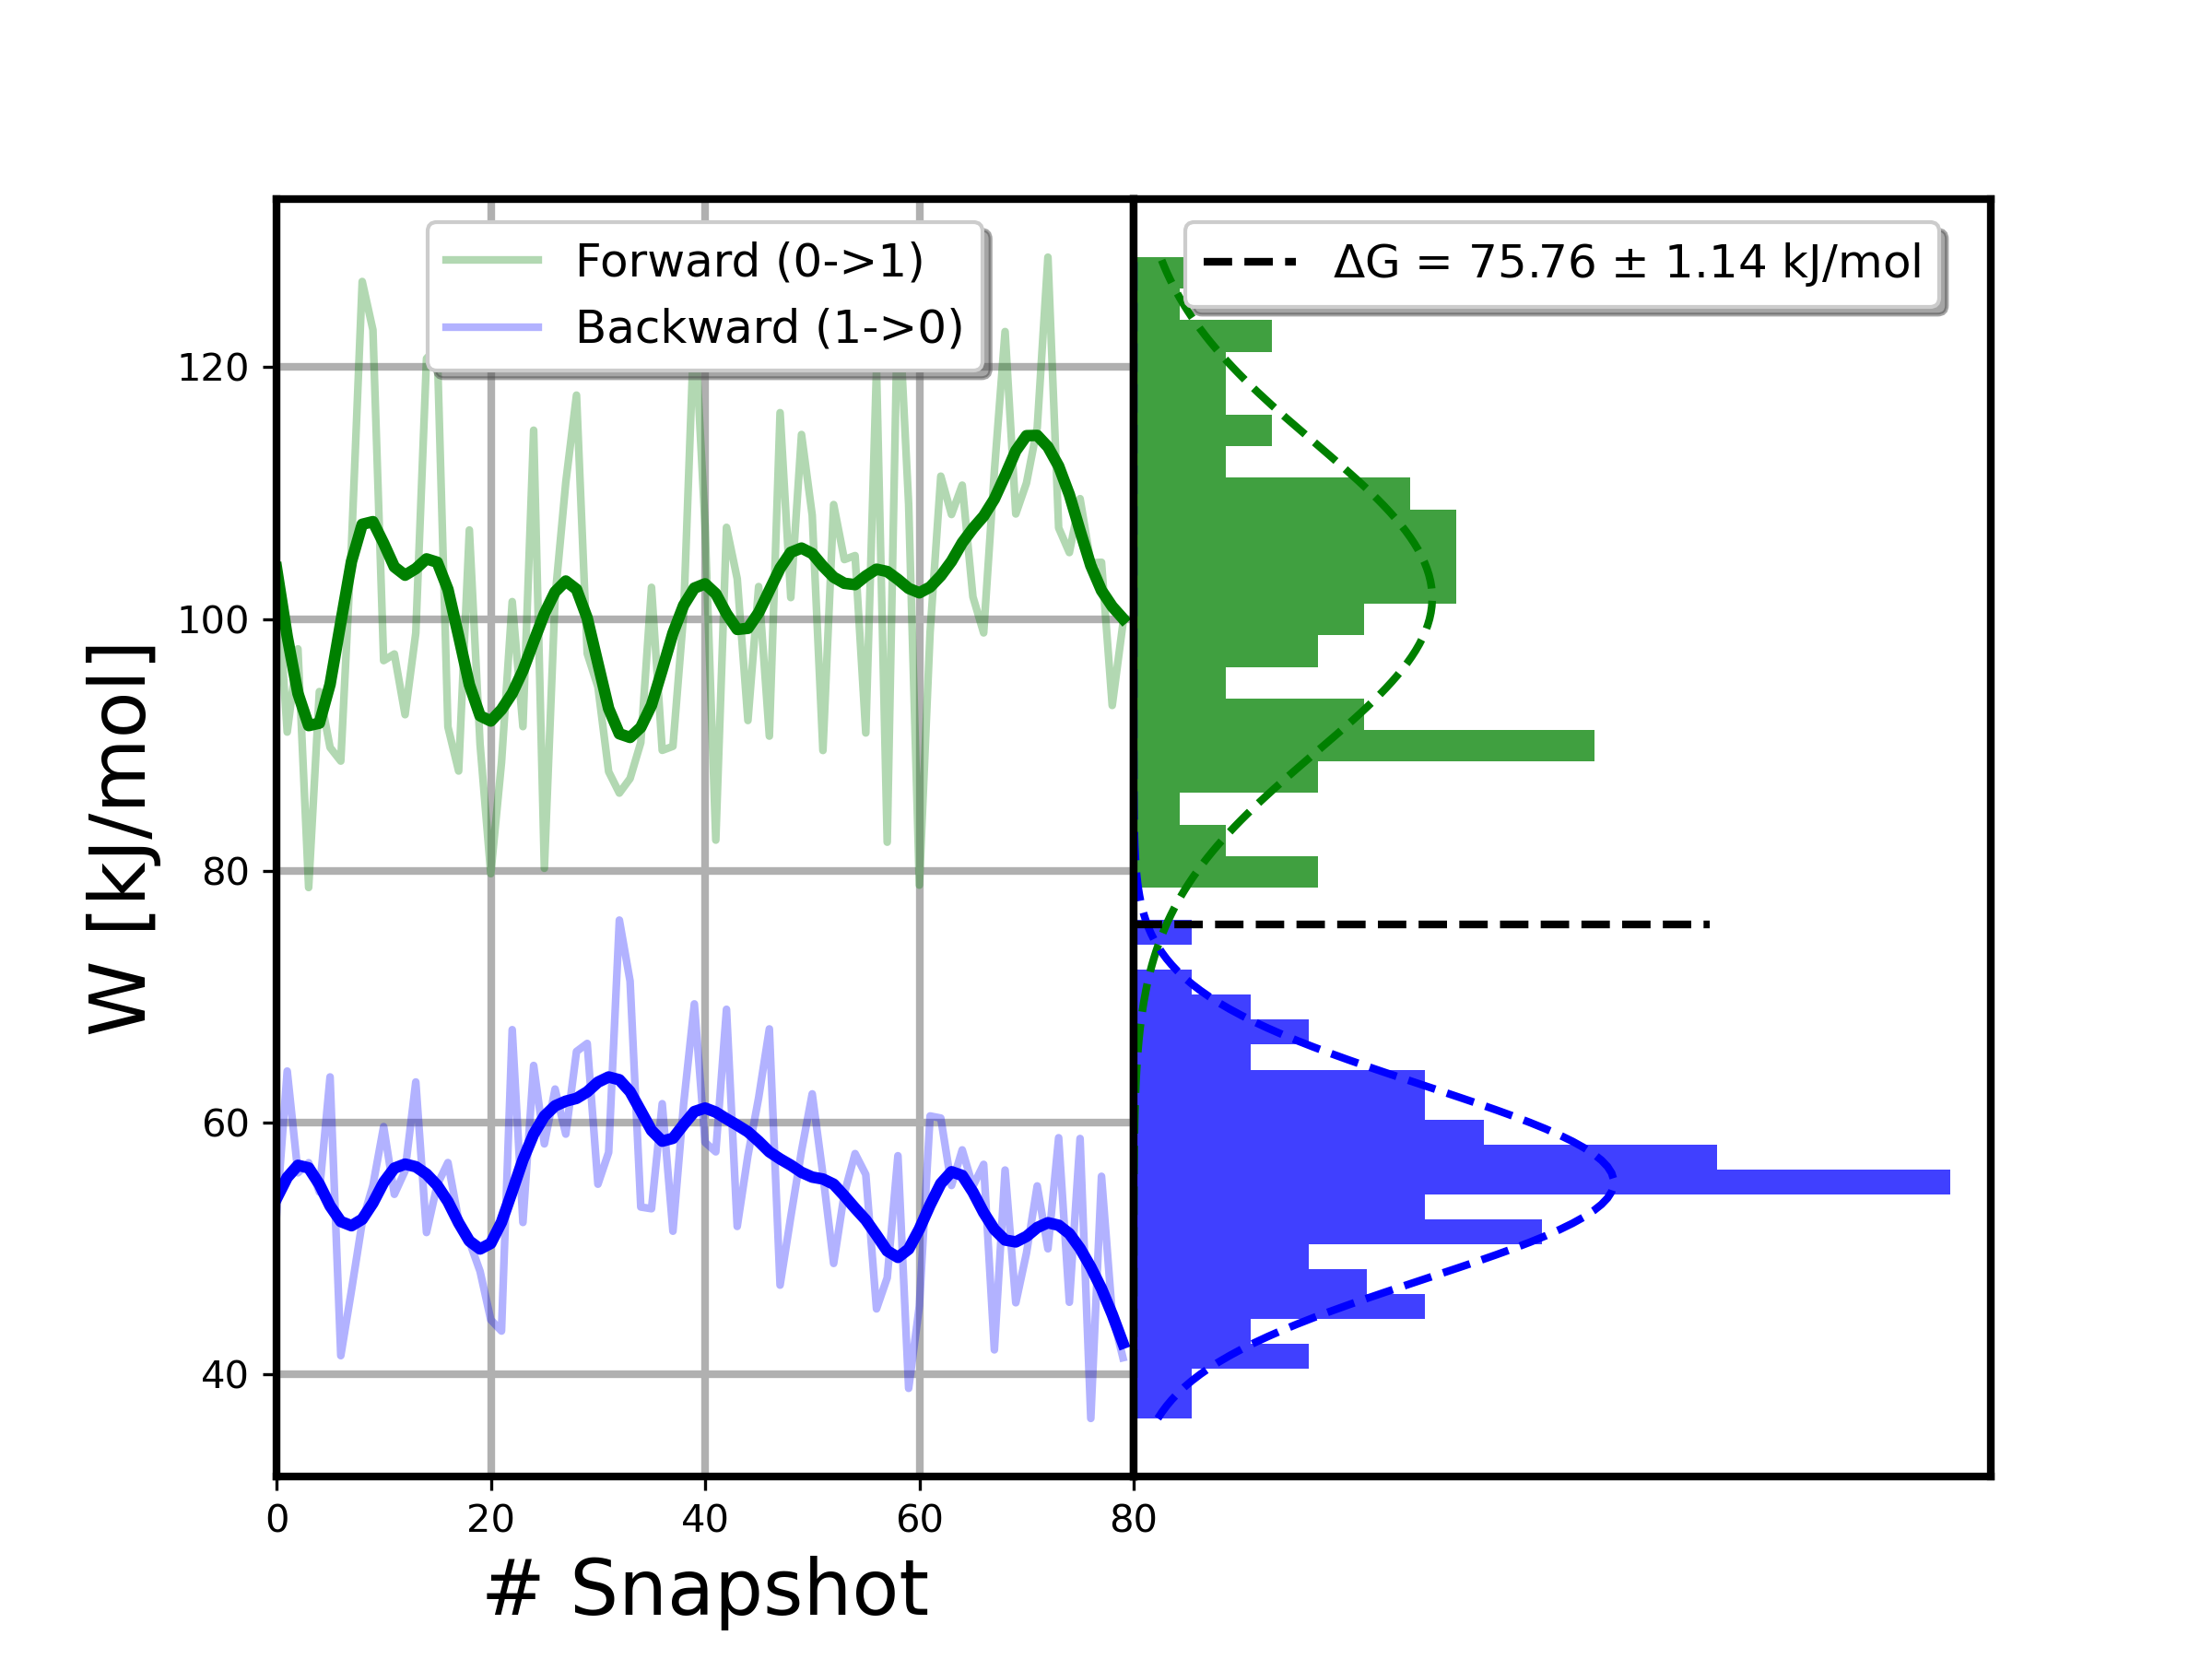 Forward (0->1)
Backward (1->0)
ΔG = 75.76 ± 1.14 kJ/mol
W [kJ/mol]
120
100
80
60
40
0 20 40 60 80
# Snapshot